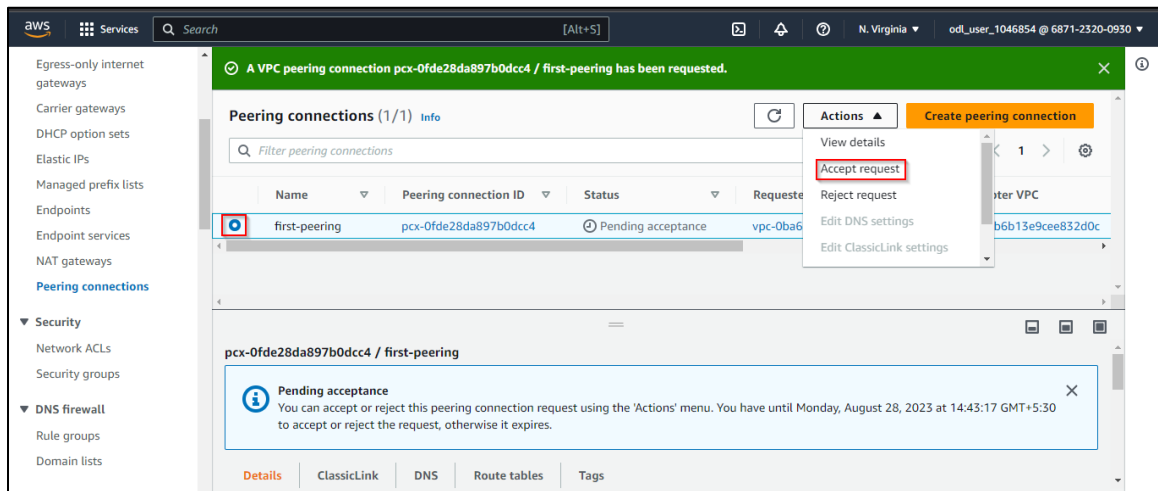 aws
Services
Search
[Alt+S]
N. Virginia ▼
odl_user_1046854 @ 6871-2320-0930 ▼
Egress-only internet
gateways
Carrier gateways
DHCP option sets
Elastic IPs
Managed prefix lists
Endpoints
Endpoint services
NAT gateways
Peering connections
▼ Security
Network ACLs
Security groups
▼ DNS firewall
Rule groups
Domain lists
A VPC peering connection pcx-0fde28da897b0dcc4 / first-peering has been requested.
Peering connections (1/1) Info
Actions ▲
Create peering connection
Filter peering connections
1
View details
Accept request
Reject request
Edit DNS settings
Edit ClassicLink settings
Name
Peering connection ID
Status
Requeste
pter VPC
first-peering
pcx-0fde28da897b0dcc4
Pending acceptance
vpc-0ba6
b6b13e9cee832d0c
pcx-0fde28da897b0dcc4 / first-peering
Pending acceptance
You can accept or reject this peering connection request using the 'Actions' menu. You have until Monday, August 28, 2023 at 14:43:17 GMT+5:30
to accept or reject the request, otherwise it expires.
Details
ClassicLink
DNS
Route tables
Tags